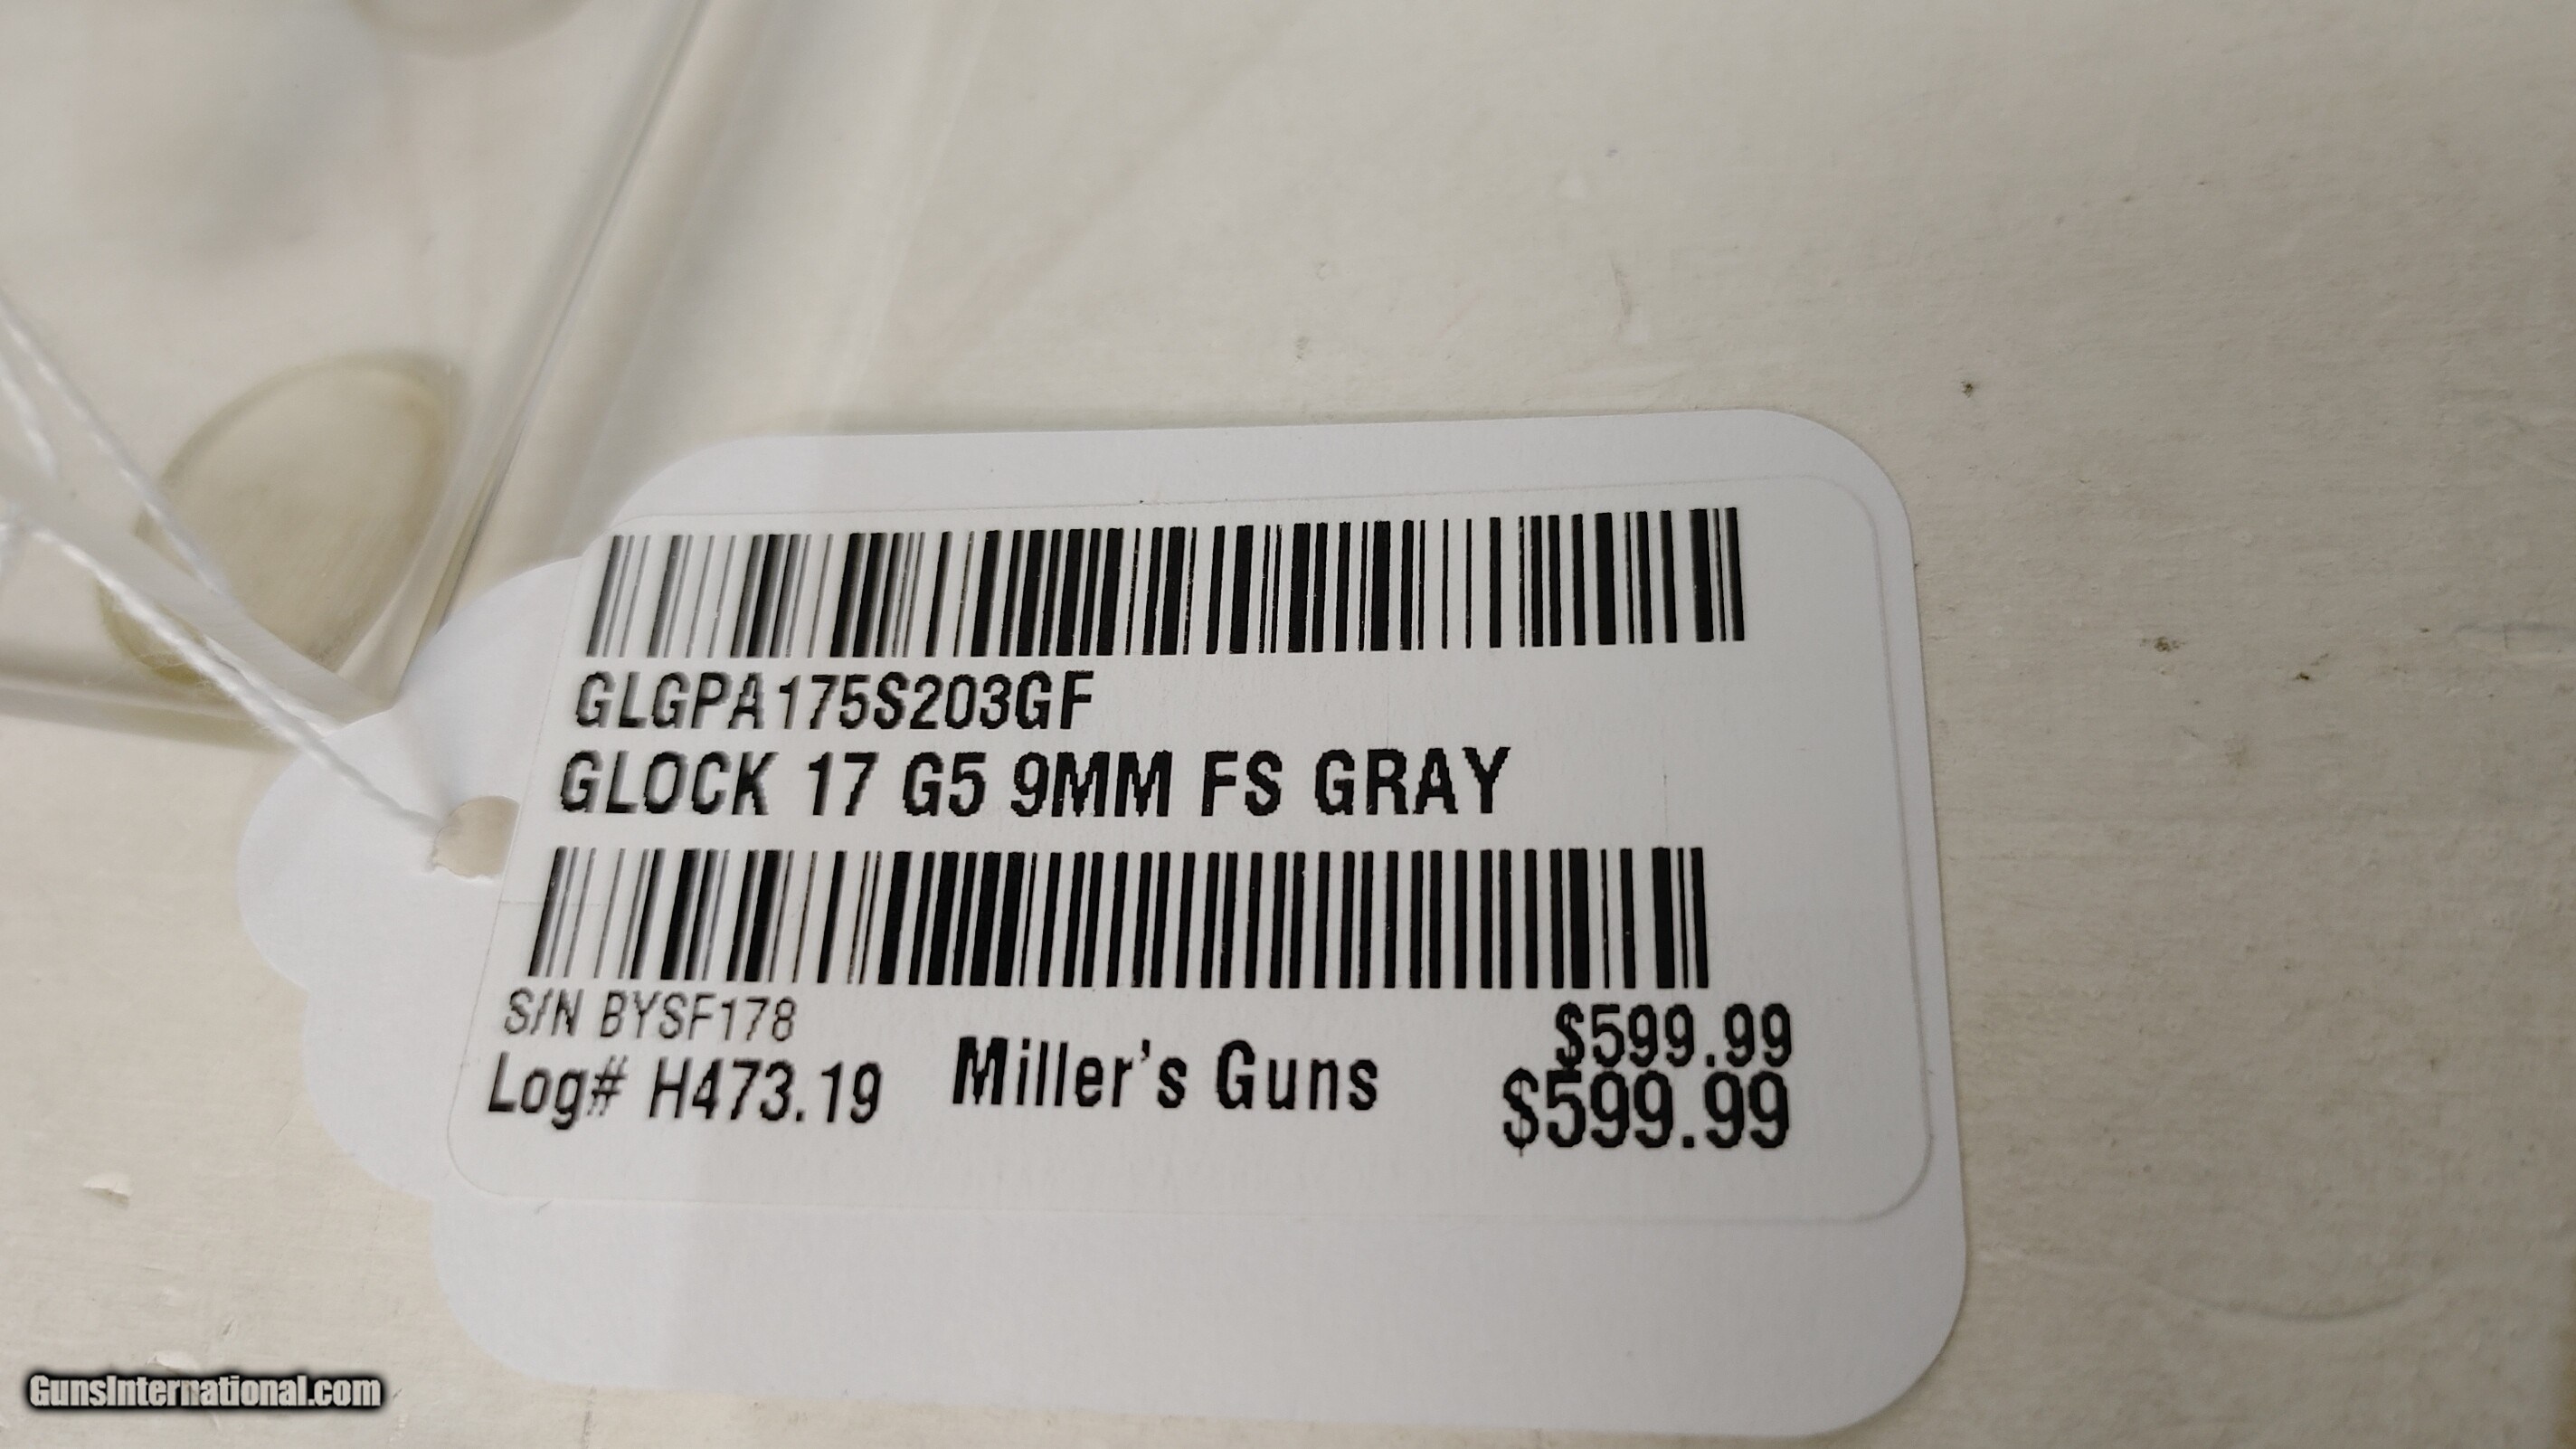 GLGPA175S203GF
GLOCK 17 G5 9MM FS GRAY
S/N BYSF178
$599.99
Log# H473.19 Miller's Guns $599.99
GunsInternational.com